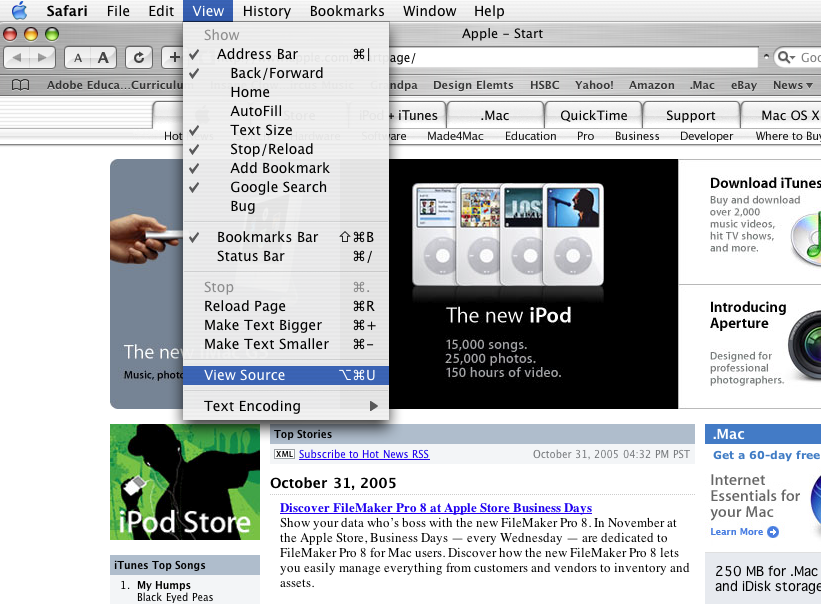 Safari File Edit View History Bookmarks Window Help
Apple – Start
Show
✓ Address Bar ⌘|
✓ Back/Forward
Home
AutoFill
✓ Text Size
✓ Stop/Reload
✓ Add Bookmark
✓ Google Search
Bug
✓ Bookmarks Bar ⇧⌘B
✓ Status Bar ⌘/
Stop ⌘.
Reload Page ⌘R
Make Text Bigger ⌘+
Make Text Smaller ⌘-
View Source ⌥⌘U
Text Encoding
A A
page/
Goo
Adobe Educa...Curriculu
Design Elemts HSBC Yahoo! Amazon .Mac eBay News
Store + iTunes .Mac QuickTime Support Mac OS X
Hot Made4Mac Education Pro Business Developer Where to Buy
The new
Music, photo
The new iPod
15,000 songs.
25,000 photos.
150 hours of video.
Download iTunes
Buy and download
over 2,000
music videos,
hit TV shows,
and more.
Introducing
Aperture
Designed for
professional
photographers.
iPod Store
iTunes Top Songs
1. My Humps
Black Eyed Peas
Top Stories
XML Subscribe to Hot News RSS October 31, 2005 04:32 PM PST
October 31, 2005
Discover FileMaker Pro 8 at Apple Store Business Days
Show your data who's boss with the new FileMaker Pro 8. In November at
the Apple Store, Business Days — every Wednesday — are dedicated to
FileMaker Pro 8 for Mac users. Discover how the new FileMaker Pro 8 lets
you easily manage everything from customers and vendors to inventory and
assets.
.Mac
Get a 60-day free
Internet
Essentials for
your Mac
Learn More
250 MB for .Mac
and iDisk storage